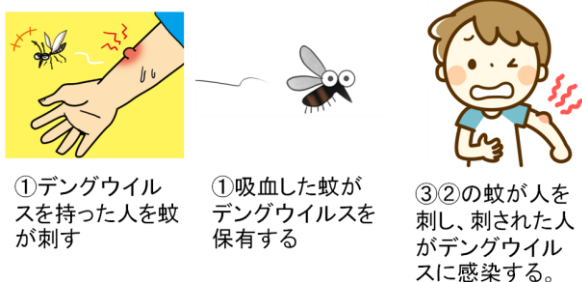 ①デングウイル
スを持った人を蚊
が刺す
①吸血した蚊が
デングウイルスを
保有する
③②の蚊が人を
刺し、刺された人
がデングウイル
スに感染する。